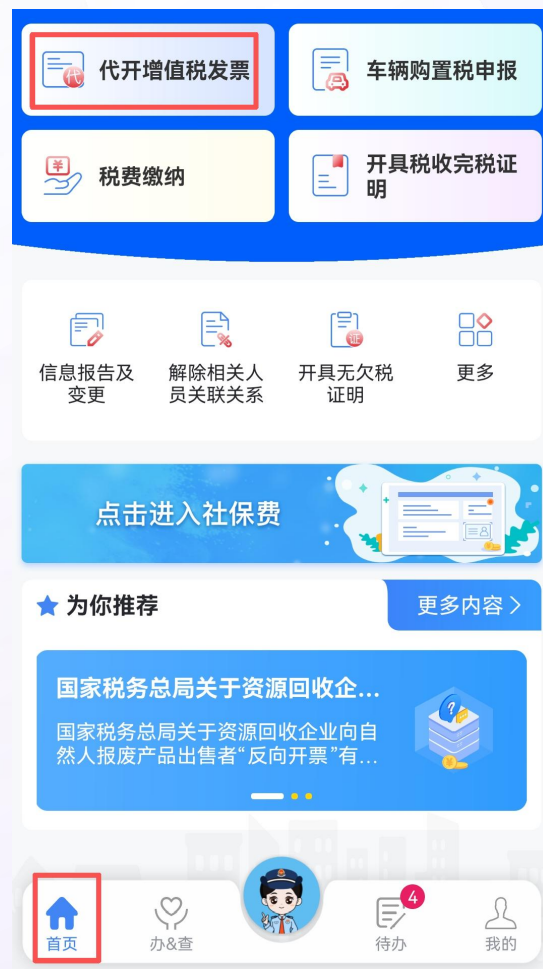 代开增值税发票
车辆购置税申报
税费缴纳
开具税收完税证
明
信息报告及
变更
解除相关人
员关联关系
开具无欠税
证明
更多
点击进入社保费
为你推荐
更多内容
国家税务总局关于资源回收企...
国家税务总局关于资源回收企业向自
然人报废产品出售者“反向开票”有...
首页
办&查
4
待办
我的